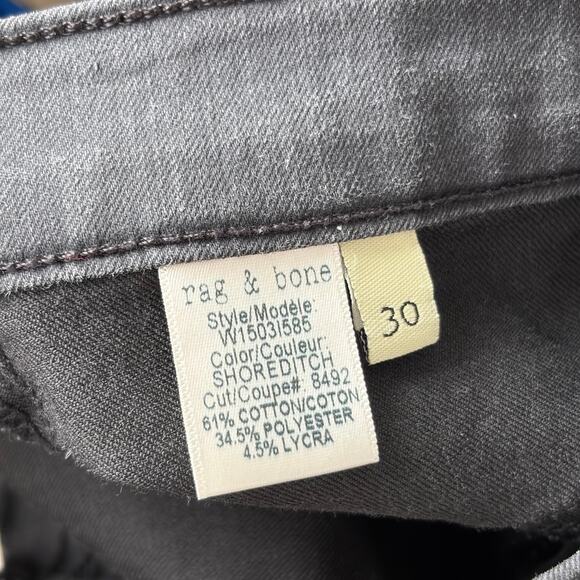 rag & bone
Style/Modèle:
W1503I585
Color/Couleur:
SHOREDITCH
Cut/Coupe#: 8492
61% COTTON/COTON
34.5% POLYESTER
4.5% LYCRA
30